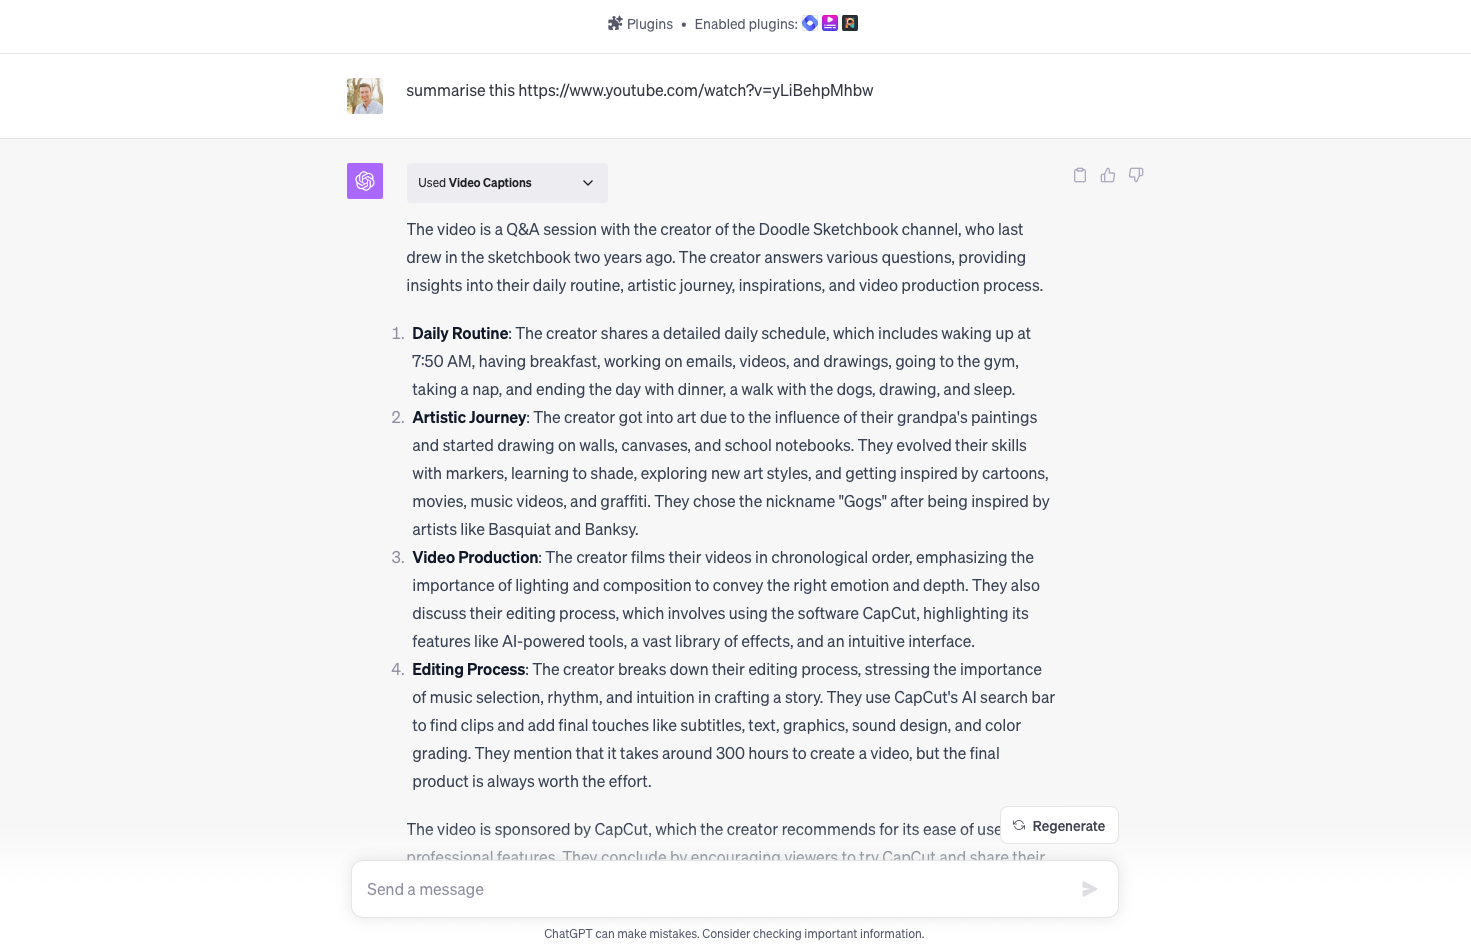 Plugins • Enabled plugins:
summarise this https://www.youtube.com/watch?v=yLiBehpMhbw
Used Video Captions
The video is a Q&A session with the creator of the Doodle Sketchbook channel, who last
drew in the sketchbook two years ago. The creator answers various questions, providing
insights into their daily routine, artistic journey, inspirations, and video production process.
1. Daily Routine: The creator shares a detailed daily schedule, which includes waking up at
7:50 AM, having breakfast, working on emails, videos, and drawings, going to the gym,
taking a nap, and ending the day with dinner, a walk with the dogs, drawing, and sleep.
2. Artistic Journey: The creator got into art due to the influence of their grandpa's paintings
and started drawing on walls, canvases, and school notebooks. They evolved their skills
with markers, learning to shade, exploring new art styles, and getting inspired by cartoons,
movies, music videos, and graffiti. They chose the nickname "Gogs" after being inspired by
artists like Basquiat and Banksy.
3. Video Production: The creator films their videos in chronological order, emphasizing the
importance of lighting and composition to convey the right emotion and depth. They also
discuss their editing process, which involves using the software CapCut, highlighting its
features like AI-powered tools, a vast library of effects, and an intuitive interface.
4. Editing Process: The creator breaks down their editing process, stressing the importance
of music selection, rhythm, and intuition in crafting a story. They use CapCut's AI search bar
to find clips and add final touches like subtitles, text, graphics, sound design, and color
grading. They mention that it takes around 300 hours to create a video, but the final
product is always worth the effort.
The video is sponsored by CapCut, which the creator recommends for its ease of use
Regenerate
professional features. They conclude by encouraging viewers to try CapCut and share their
Send a message
ChatGPT can make mistakes. Consider checking important information.